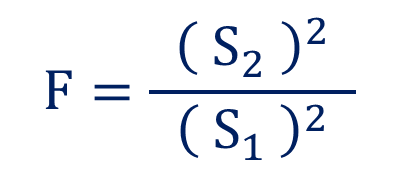 F = ( S₂ )² / ( S₁ )²